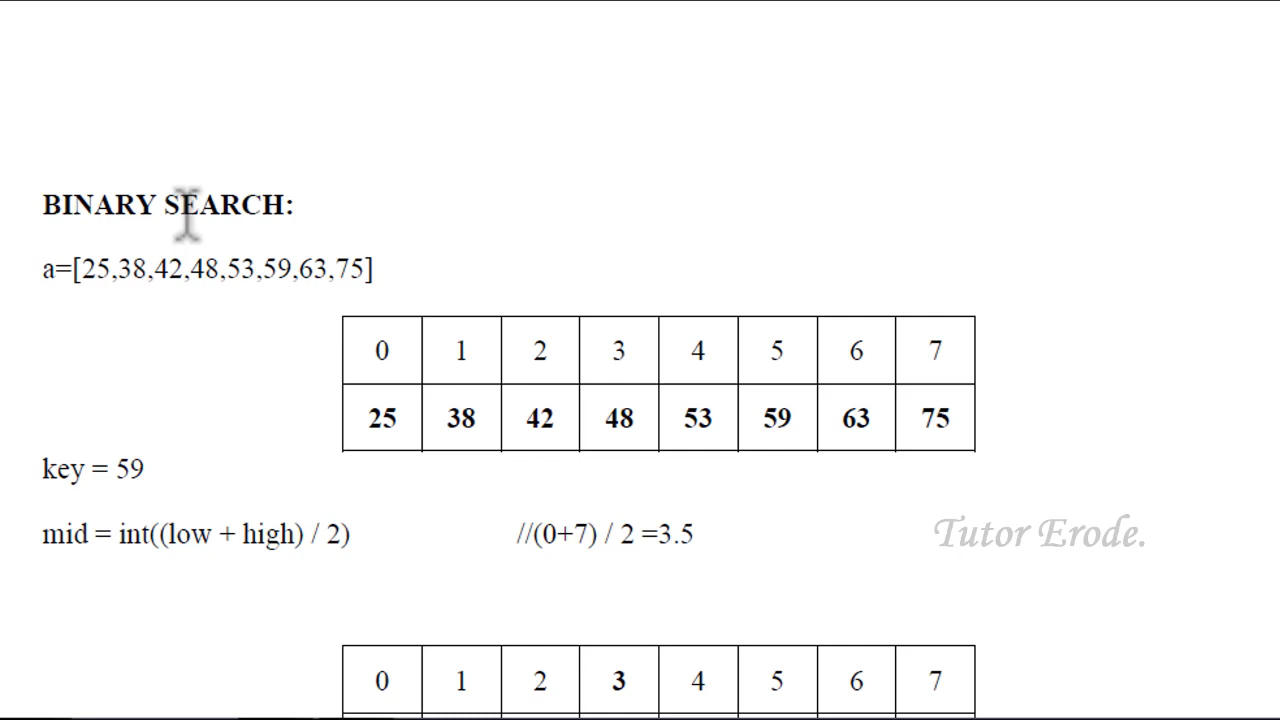 BINARY SEARCH:
a=[25,38,42,48,53,59,63,75]
0 1 2 3 4 5 6 7
25 38 42 48 53 59 63 75
key = 59
mid = int((low + high) / 2) //(0+7) / 2 =3.5
Tutor Erode.
0 1 2 3 4 5 6 7